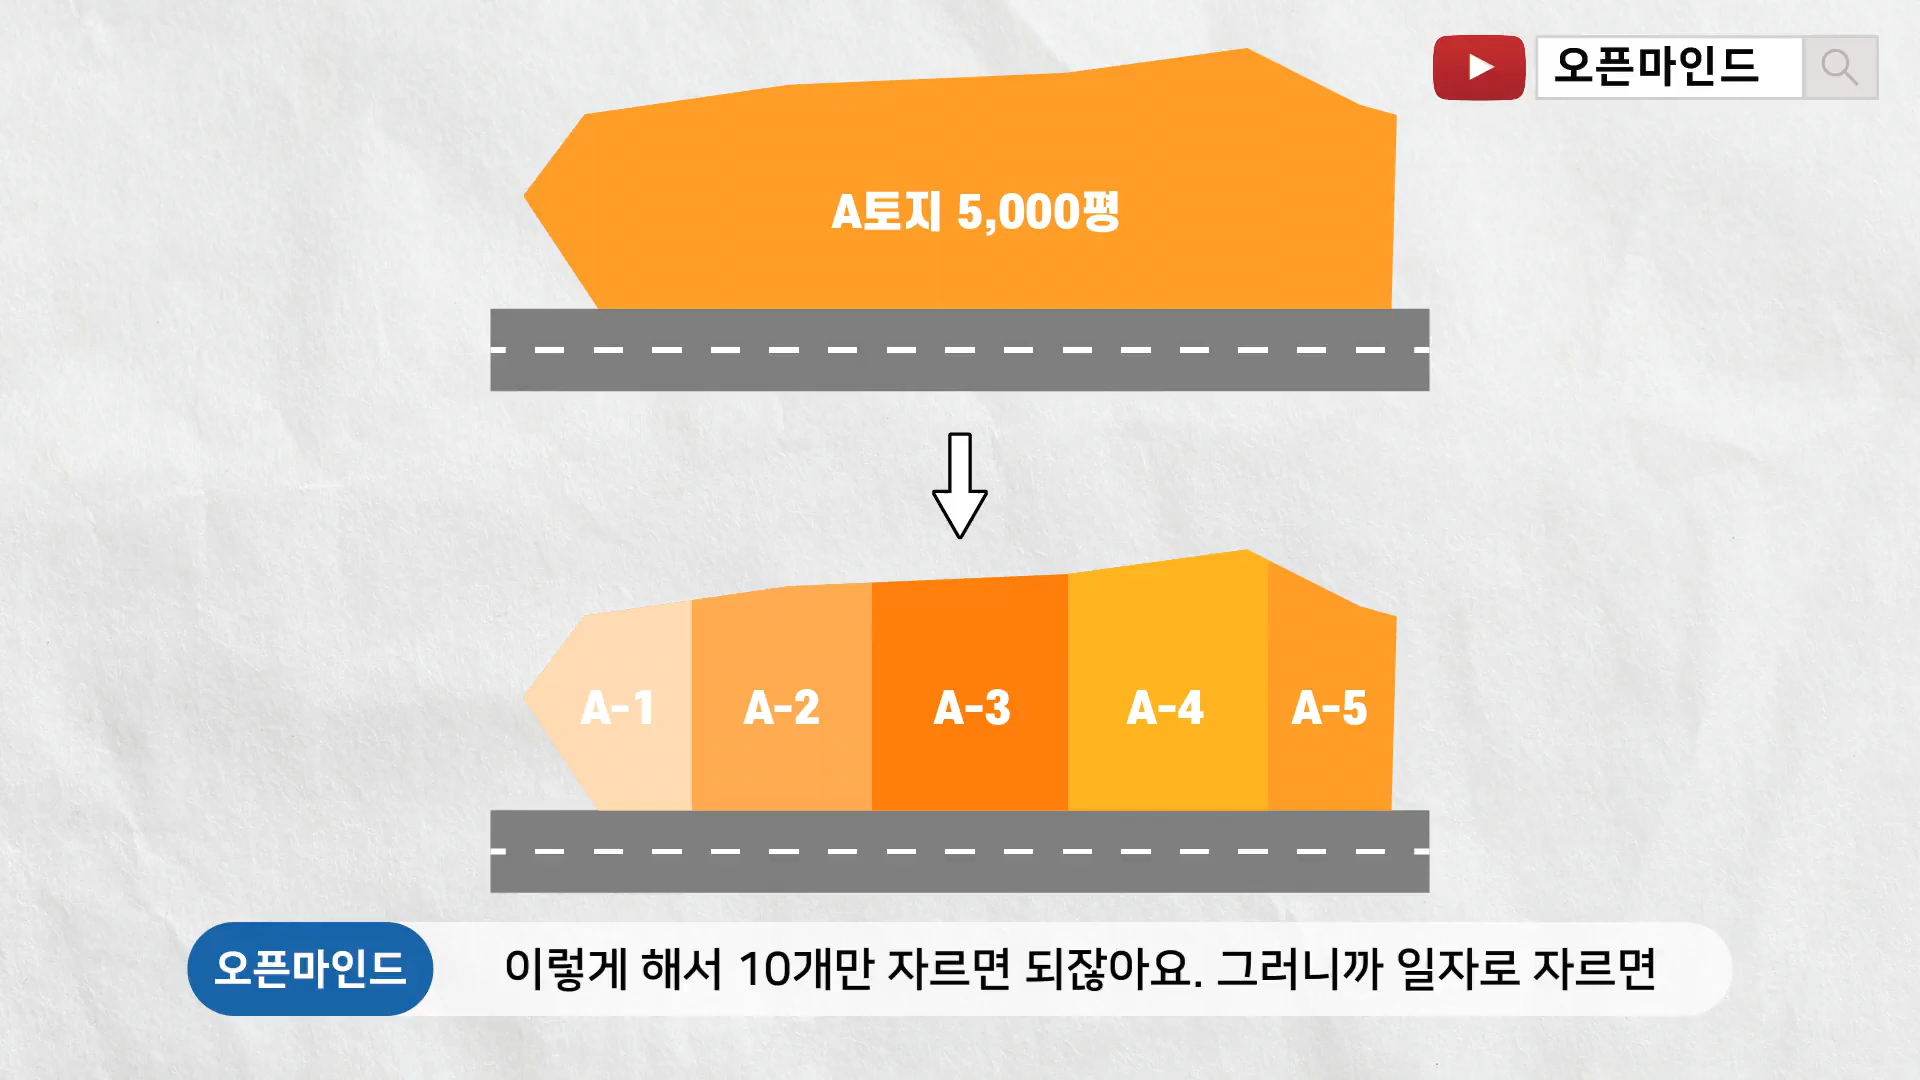 오픈마인드
A토지 5,000평
A-1
A-2
A-3
A-4
A-5
오픈마인드
이렇게 해서 10개만 자르면 되잖아요. 그러니까 일자로 자르면